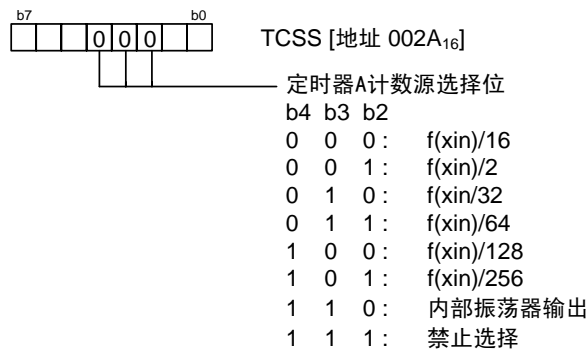 b7 b0
0 0 0 TCSS [地址 002A₁₆]
定时器A计数源选择位
b4 b3 b2
0 0 0 : f(xin)/16
0 0 1 : f(xin)/2
0 1 0 : f(xin/32
0 1 1 : f(xin)/64
1 0 0 : f(xin)/128
1 0 1 : f(xin)/256
1 1 0 : 内部振荡器输出
1 1 1 : 禁止选择